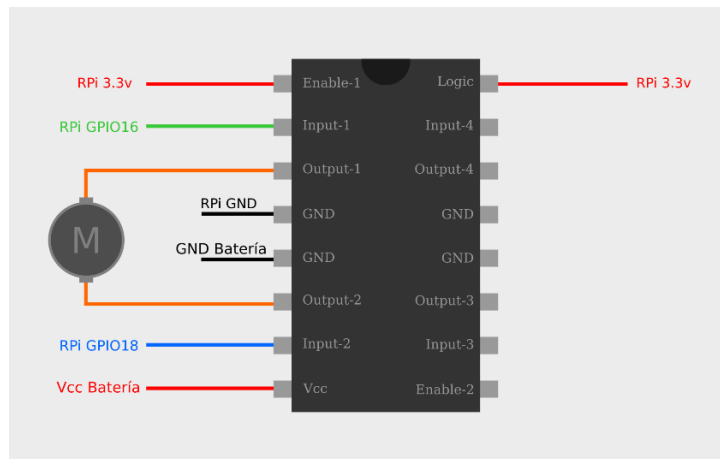 RPi 3.3v
Enable-1
Logic
RPi 3.3v
RPi GPIO16
Input-1
Input-4
Output-1
Output-4
RPi GND
GND
GND
M
GND Batería
GND
GND
Output-2
Output-3
RPi GPIO18
Input-2
Input-3
Vcc Batería
Vcc
Enable-2